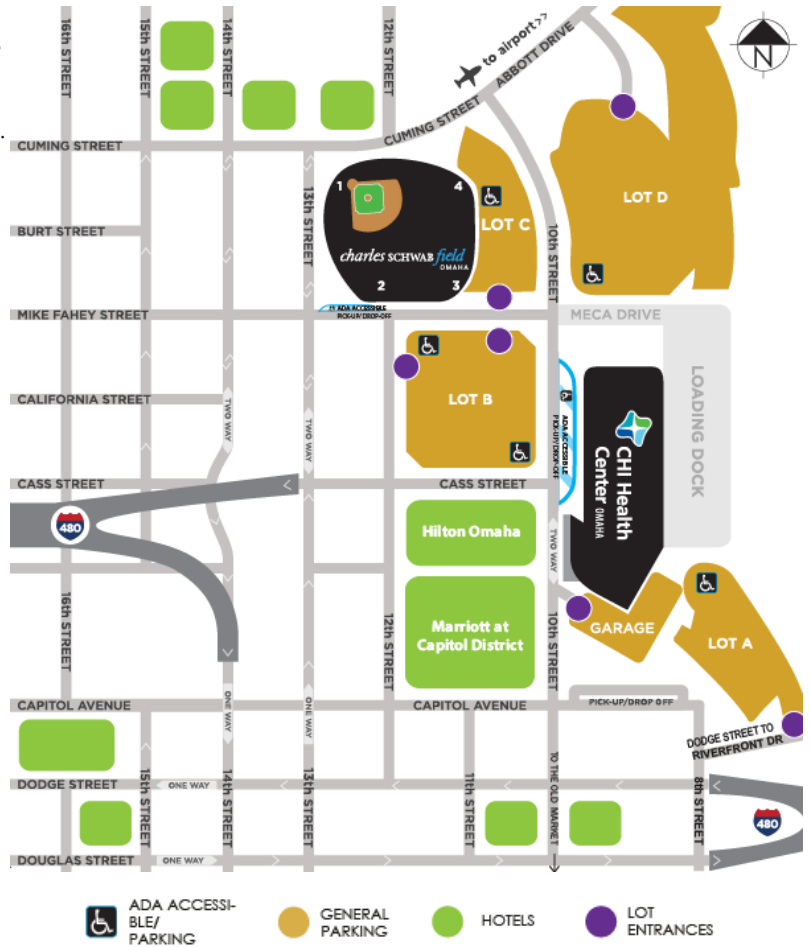 16th STREET
15th STREET
14th STREET
12th STREET
to airport>>
ABBOTT DRIVE
N
CUMING STREET
CUMING STREET
LOT D
13th STREET
1
4
LOT C
BURT STREET
10th STREET
charles SCHWAB field
OMAHA
2
3
ADA ACCESSIBLE
PICK-UP/DROP-OFF
MIKE FAHEY STREET
MECA DRIVE
CALIFORNIA STREET
TWO WAY
TWO WAY
LOT B
ADA ACCESSIBLE
PICK-UP/DROP-OFF
CHI Health
Center OMAHA
LOADING DOCK
CASS STREET
CASS STREET
480
Hilton Omaha
TWO WAY
16th STREET
12th STREET
Marriott at
Capitol District
10th STREET
GARAGE
LOT A
CAPITOL AVENUE
ONE WAY
ONE WAY
CAPITOL AVENUE
PICK-UP/DROP OFF
DODGE STREET TO
RIVERFRONT DR
DODGE STREET
ONE WAY
15th STREET
14th STREET
13th STREET
11th STREET
TO THE OLD MARKET
8th STREET
480
DOUGLAS STREET
ONE WAY
ADA ACCESSI-
BLE/
PARKING
GENERAL
PARKING
HOTELS
LOT
ENTRANCES